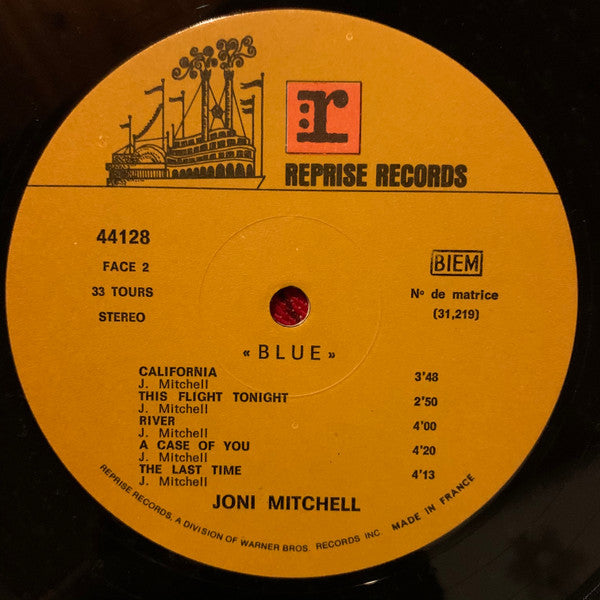 r
REPRISE RECORDS
44128
FACE 2
33 TOURS
STEREO
BIEM
Nº de matrice
(31,219)
« BLUE »
CALIFORNIA 3'48
J. Mitchell
THIS FLIGHT TONIGHT 2'50
J. Mitchell
RIVER 4'00
J. Mitchell
A CASE OF YOU 4'20
J. Mitchell
THE LAST TIME 4'13
J. Mitchell
JONI MITCHELL
REPRISE RECORDS, A DIVISION OF WARNER BROS. RECORDS INC. MADE IN FRANCE